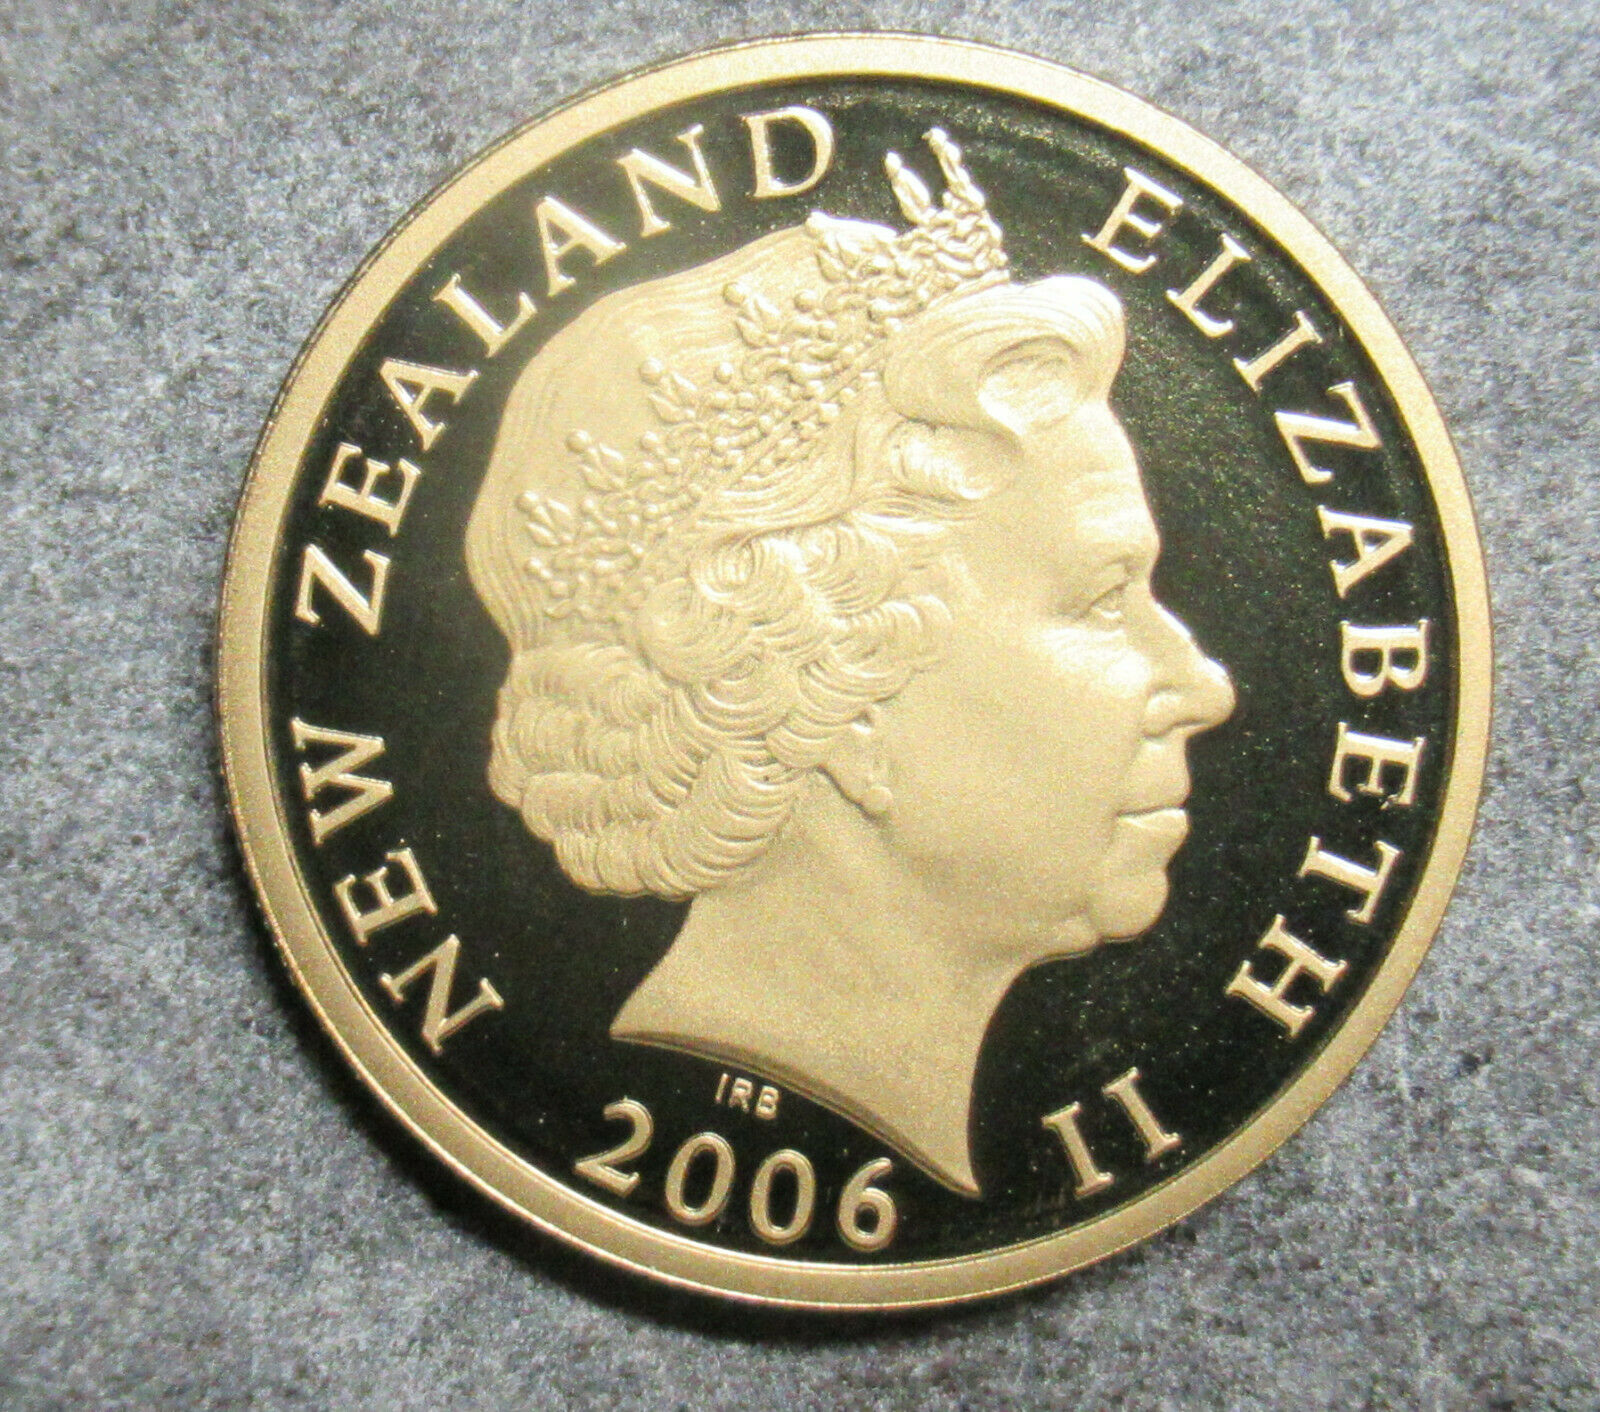 NEW ZEALAND ELIZABETH II
IRB
2006